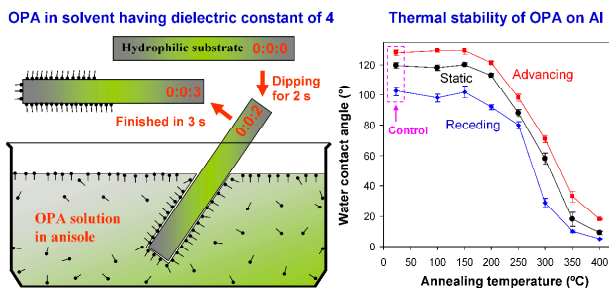 OPA in solvent having dielectric constant of 4
Hydrophilic substrate 0:0:0
0:0:3
Dipping
for 2 s
Finished in 3 s
0:0:2
OPA solution
in anisole
Thermal stability of OPA on Al
Water contact angle (°)
140
120
100
80
60
40
20
0
Static
Advancing
Control
Receding
0 50 100 150 200 250 300 350 400
Annealing temperature (ºC)